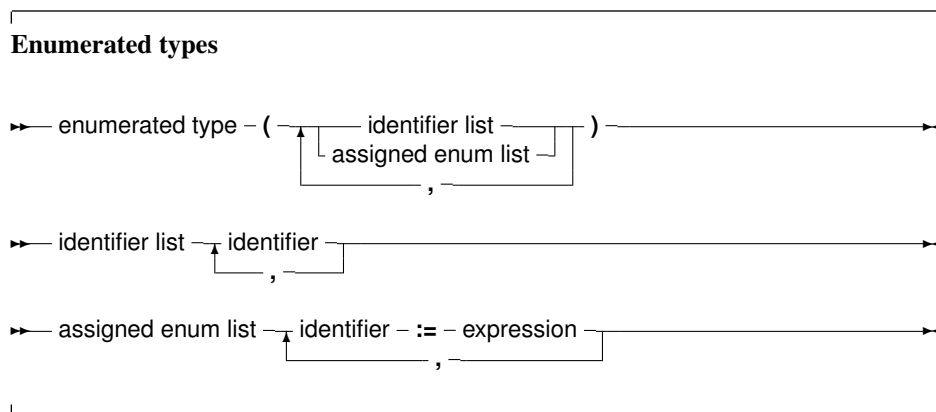 Enumerated types
enumerated type ( identifier list )
assigned enum list
,
identifier list identifier
,
assigned enum list identifier := expression
,